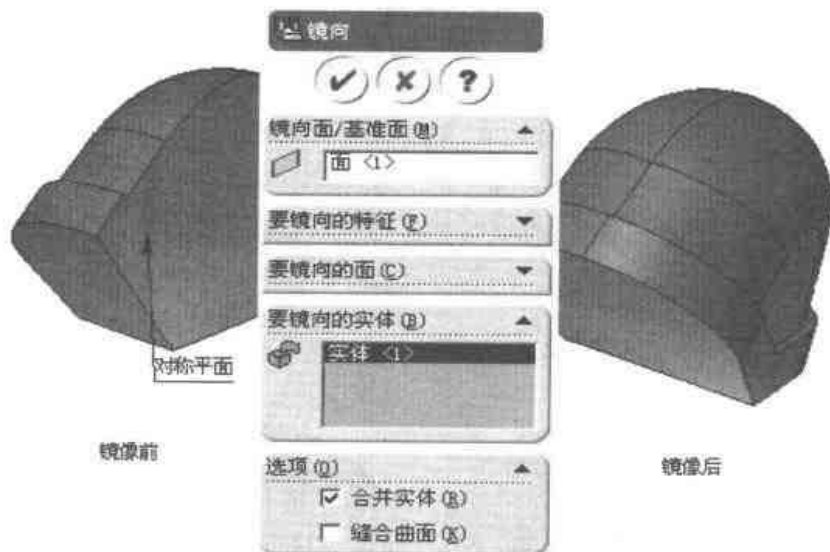 镜向
镜向面/基准面(M)
面 <1>
要镜向的特征(F)
要镜向的面(C)
要镜向的实体(B)
实体 <1>
对称平面
镜像前
镜像后
选项(O)
合并实体(R)
缝合曲面(K)